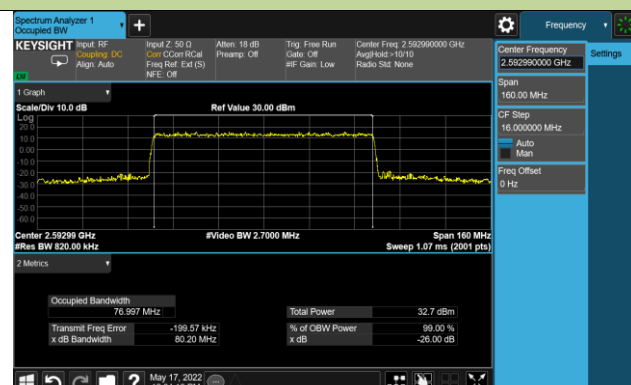 Spectrum Analyzer 1
Occupied BW
Frequency
KEYSIGHT
Input: RF
Coupling: DC
Align: Auto
Input Z: 50 Ω
Corr CCorr RCal
Freq Ref: Ext (S)
NFE: Off
Atten: 18 dB
Preamp: Off
Trig: Free Run
Gate: Off
#IF Gain: Low
Center Freq: 2.592990000 GHz
Avg|Hold:>10/10
Radio Std: None
Center Frequency
2.592990000 GHz
Settings
Span
160.00 MHz
CF Step
16.000000 MHz
Auto
Man
Freq Offset
0 Hz
1 Graph
Scale/Div 10.0 dB
Ref Value 30.00 dBm
Log
20.0
10.0
0.00
-10.0
-20.0
-30.0
-40.0
-50.0
-60.0
Center 2.59299 GHz
#Video BW 2.7000 MHz
Span 160 MHz
#Res BW 820.00 kHz
Sweep 1.07 ms (2001 pts)
2 Metrics
Occupied Bandwidth
76.997 MHz
Total Power
32.7 dBm
Transmit Freq Error
-199.57 kHz
% of OBW Power
99.00 %
x dB Bandwidth
80.20 MHz
x dB
-26.00 dB
?
May 17, 2022